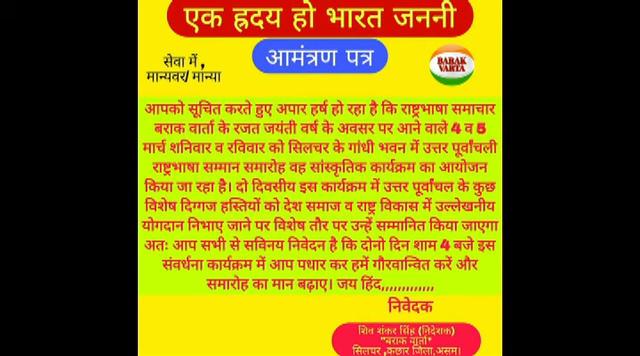 एक ह्रदय हो भारत जननी
आमंत्रण पत्र
सेवा में ,
मान्यवर/ मान्या
BARAK
VARTA
आपको सूचित करते हुए अपार हर्ष हो रहा है कि राष्ट्रभाषा समाचार
बराक वार्ता के रजत जयंती वर्ष के अवसर पर आने वाले 4 व 5
मार्च शनिवार व रविवार को सिलचर के गांधी भवन में उत्तर पूर्वांचली
राष्ट्रभाषा सम्मान समारोह वह सांस्कृतिक कार्यक्रम का आयोजन
किया जा रहा है। दो दिवसीय इस कार्यक्रम में उत्तर पूर्वांचल के कुछ
विशेष दिग्गज हस्तियों को देश समाज व राष्ट्र विकास में उल्लेखनीय
योगदान निभाए जाने पर विशेष तौर पर उन्हें सम्मानित किया जाएगा
अतः आप सभी से सविनय निवेदन है कि दोनो दिन शाम 4 बजे इस
संवर्धना कार्यक्रम में आप पधार कर हमें गौरवान्वित करें और
समारोह का मान बढ़ाए। जय हिंद,,,,,,,,,,,,,
निवेदक
शिव शंकर सिंह (निदेशक)
"बराक वार्ता"
सिलचर ,कछार जिला,असम।